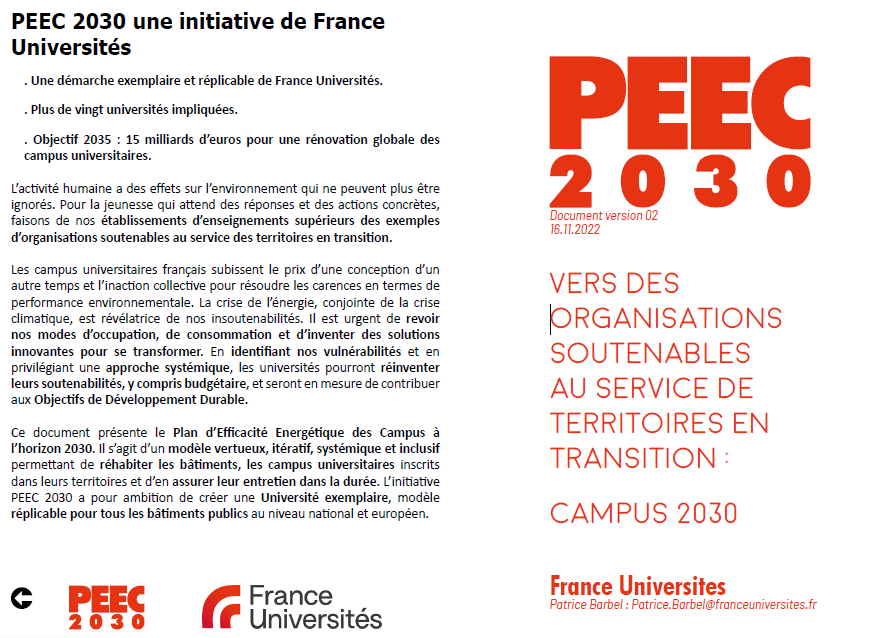 PEEC 2030 une initiative de France
Universités
. Une démarche exemplaire et réplicable de France Universités.
. Plus de vingt universités impliquées.
. Objectif 2035 : 15 milliards d’euros pour une rénovation globale des
campus universitaires.
L’activité humaine a des effets sur l’environnement qui ne peuvent plus être
ignorés. Pour la jeunesse qui attend des réponses et des actions concrètes,
faisons de nos établissements d’enseignements supérieurs des exemples
d’organisations soutenables au service des territoires en transition.
Les campus universitaires français subissent le prix d’une conception d’un
autre temps et l’inaction collective pour résoudre les carences en termes de
performance environnementale. La crise de l’énergie, conjointe de la crise
climatique, est révélatrice de nos insoutenabilités. Il est urgent de revoir
nos modes d’occupation, de consommation et d’inventer des solutions
innovantes pour se transformer. En identifiant nos vulnérabilités et en
privilégiant une approche systémique, les universités pourront réinventer
leurs soutenabilités, y compris budgétaire, et seront en mesure de contribuer
aux Objectifs de Développement Durable.
Ce document présente le Plan d’Efficacité Energétique des Campus à
l’horizon 2030. Il s’agit d’un modèle vertueux, itératif, systémique et inclusif
permettant de réhabiter les bâtiments, les campus universitaires inscrits
dans leurs territoires et d’en assurer leur entretien dans la durée. L’initiative
PEEC 2030 a pour ambition de créer une Université exemplaire, modèle
réplicable pour tous les bâtiments publics au niveau national et européen.
PEEC
2030
France
Universités
PEEC
2030
Document version 02
16.11.2022
VERS DES
ORGANISATIONS
SOUTENABLES
AU SERVICE DE
TERRITOIRES EN
TRANSITION :
CAMPUS 2030
France Universites
Patrice Barbel : Patrice.Barbel@franceuniversites.fr